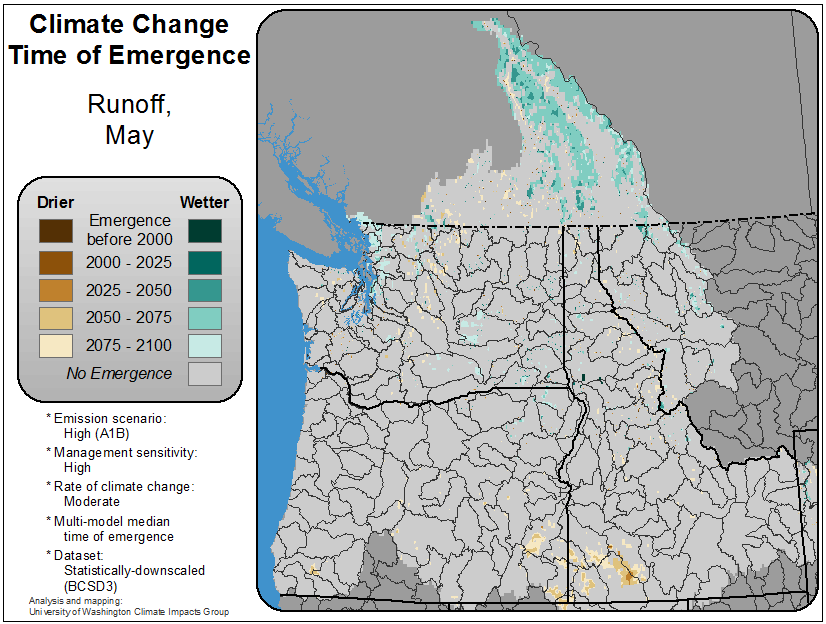 Climate Change
Time of Emergence
Runoff,
May
Drier
Wetter
Emergence
before 2000
2000 - 2025
2025 - 2050
2050 - 2075
2075 - 2100
No Emergence
* Emission scenario:
High (A1B)
* Management sensitivity:
High
* Rate of climate change:
Moderate
* Multi-model median
time of emergence
* Dataset:
Statistically-downscaled
(BCSD3)
Analysis and mapping:
University of Washington Climate Impacts Group